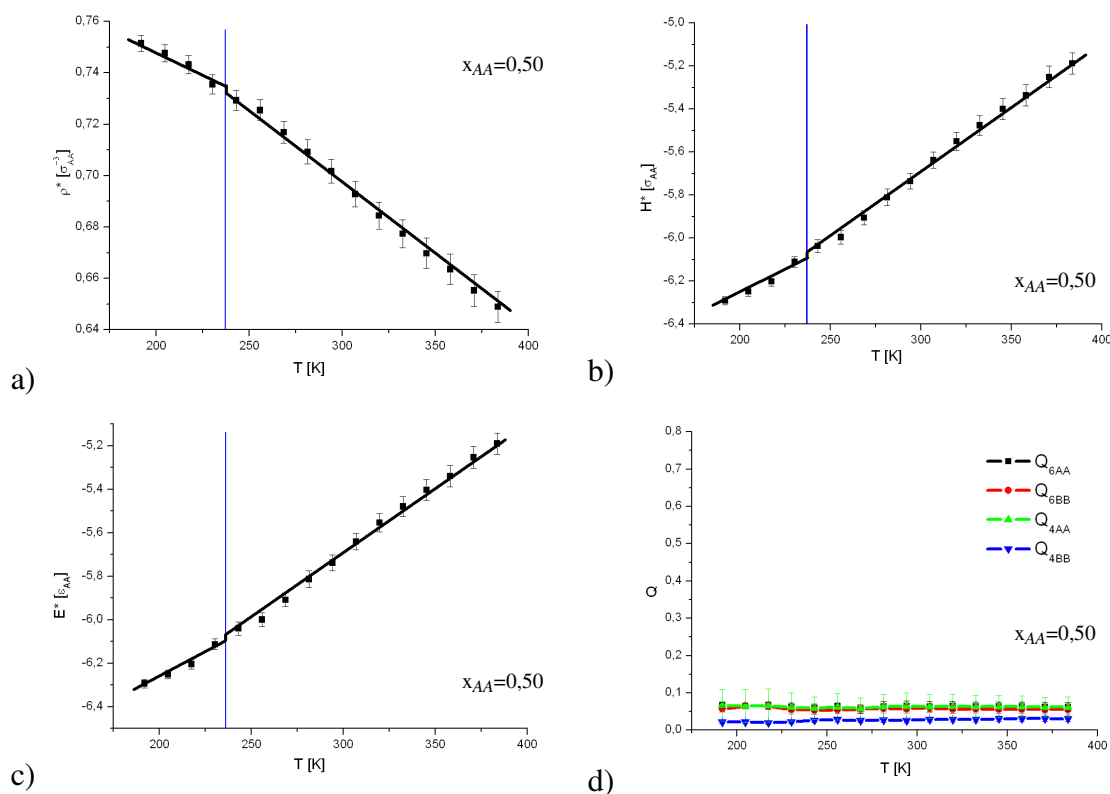 0,76
0,74
0,72
0,70
0,68
0,66
0,64
ρ* [σ_AA^-3]
x_AA=0,50
200 250 300 350 400
T [K]
a)
-5,0
-5,2
-5,4
-5,6
-5,8
-6,0
-6,2
-6,4
H* [σ_AA]
x_AA=0,50
200 250 300 350 400
T [K]
b)
-5,2
-5,4
-5,6
-5,8
-6,0
-6,2
-6,4
E* [ε_AA]
x_AA=0,50
200 250 300 350 400
T [K]
c)
0,8
0,7
0,6
0,5
0,4
0,3
0,2
0,1
0,0
Q
Q_6AA
Q_6BB
Q_4AA
Q_4BB
x_AA=0,50
200 250 300 350 400
T [K]
d)